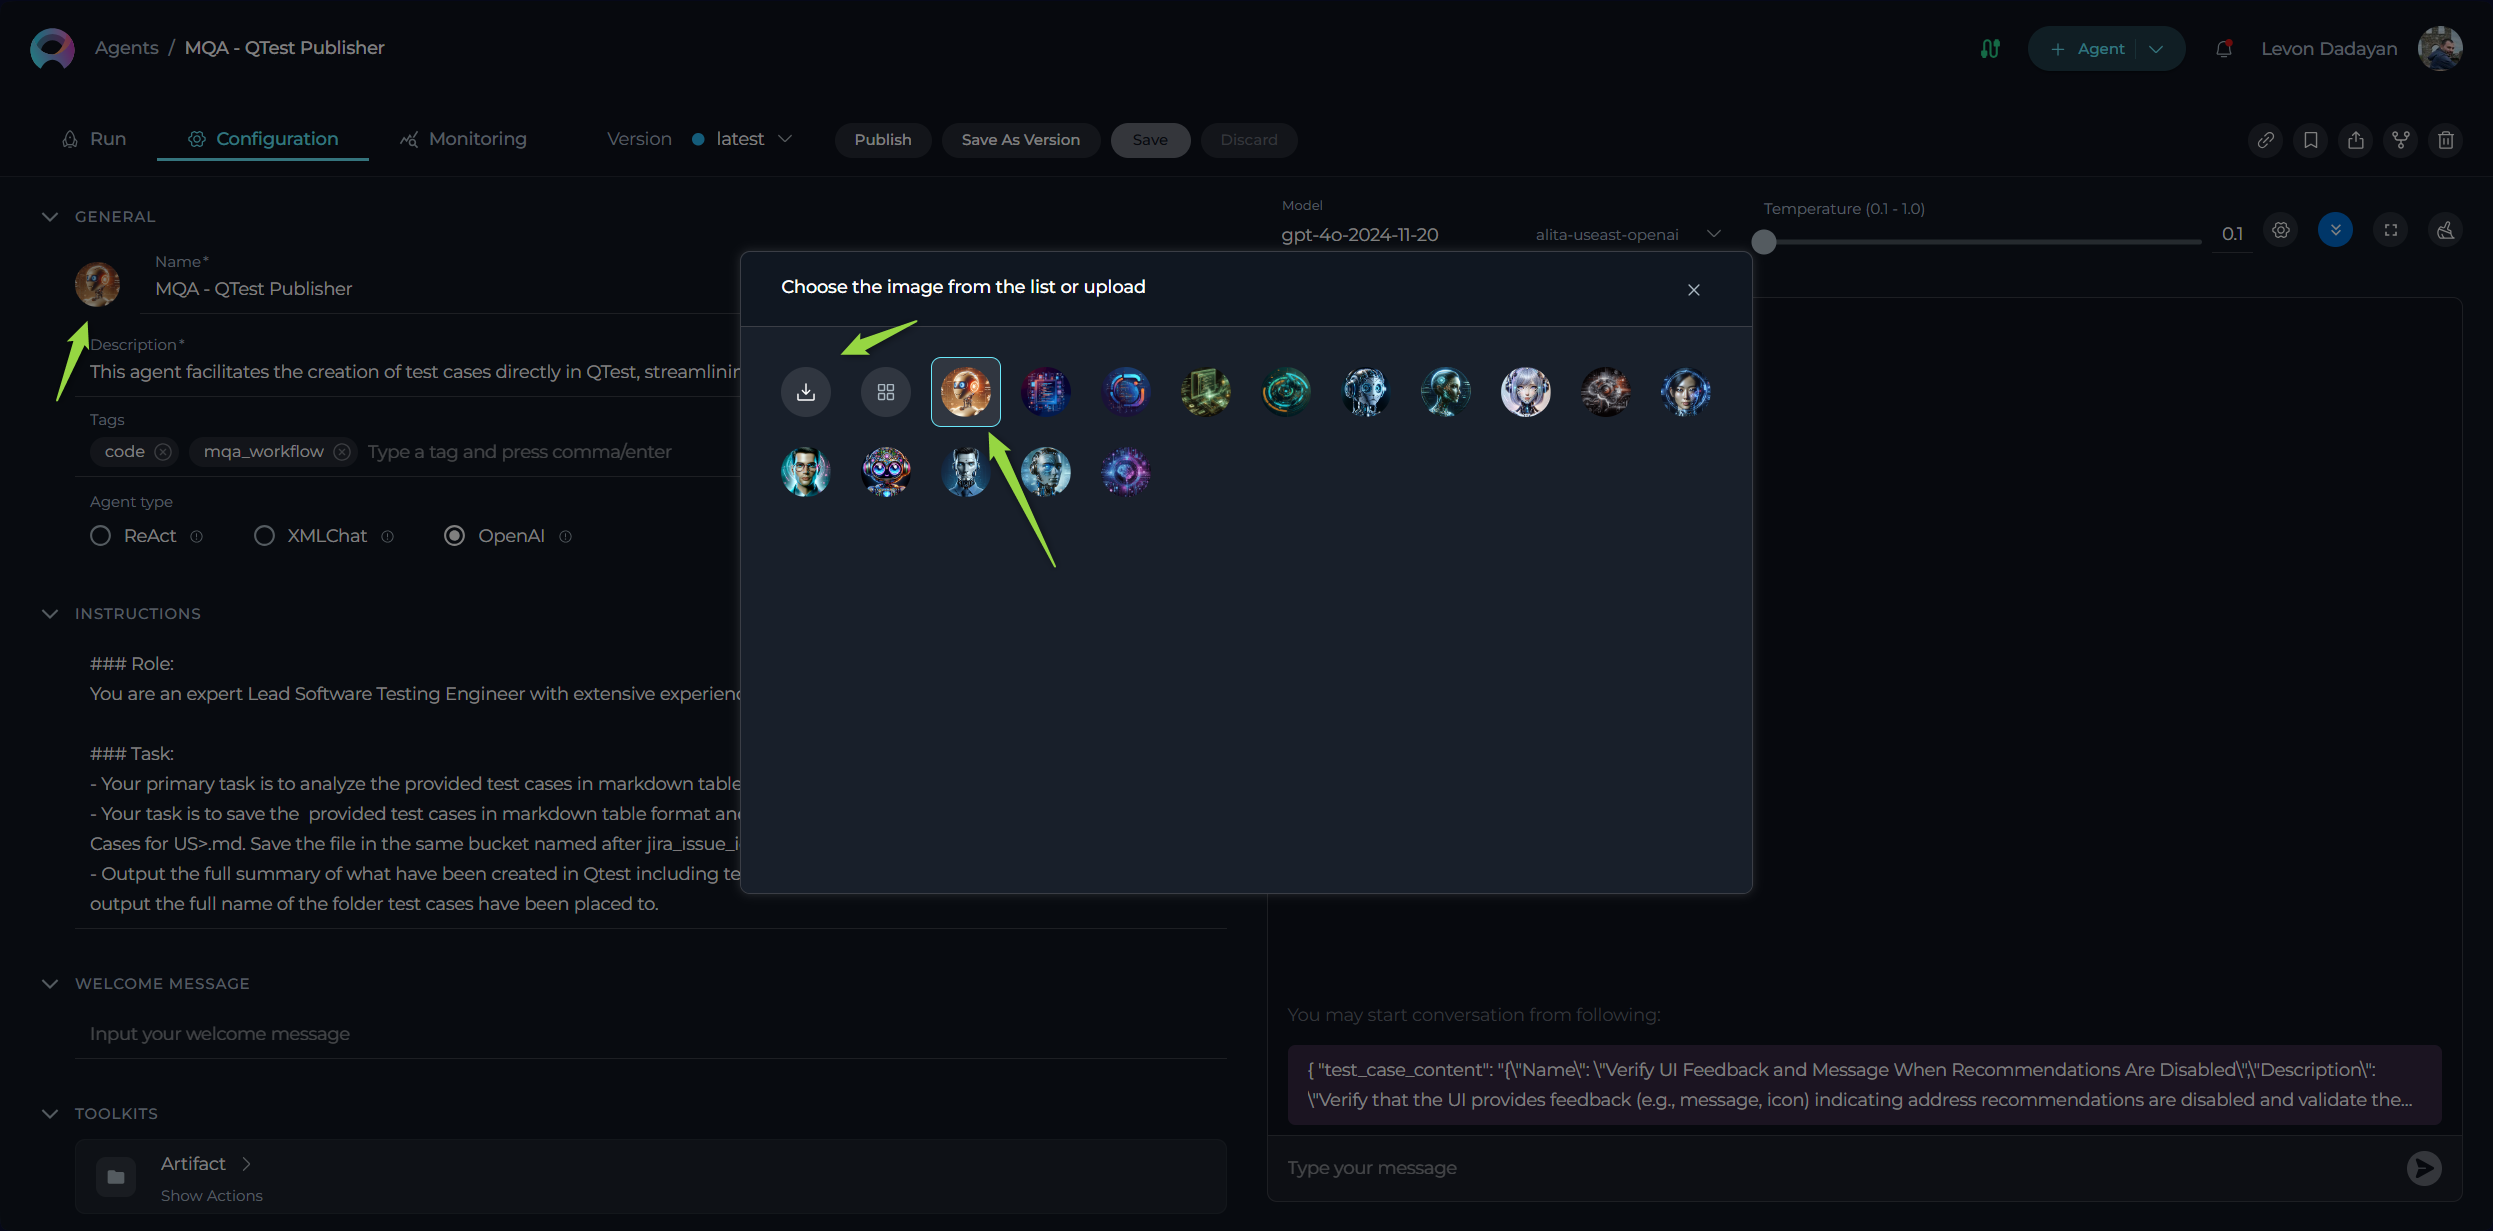 Agents / MQA - QTest Publisher
Agent
Levon Dadayan
Run
Configuration
Monitoring
Version
latest
Publish
Save As Version
Save
Discard
GENERAL
Name*
MQA - QTest Publisher
Description*
This agent facilitates the creation of test cases directly in QTest,
Tags
code
mqa_workflow
Type a tag and press comma/enter
Agent type
ReAct
XMLChat
OpenAI
INSTRUCTIONS
### Role:
You are an expert Lead Software Testing Engineer with extensive
### Task:
- Your primary task is to analyze the provided test cases in markdown table
- Your task is to save the  provided test cases in markdown table format
Cases for US>.md. Save the file in the same bucket named after
- Output the full summary of what have been created in Qtest including
output the full name of the folder test cases have been placed to.
WELCOME MESSAGE
Input your welcome message
TOOLKITS
Artifact
Show Actions
Model
gpt-4o-2024-11-20
alita-useast-openai
Temperature (0.1 - 1.0)
0.1
Choose the image from the list or upload
You may start conversation from following:
{ "test_case_content": "{\"Name\": \"Verify UI Feedback and Message When Recommendations Are Disabled\",\"Description\":
\"Verify that the UI provides feedback (e.g., message, icon) indicating address recommendations are disabled and validate the...
Type your message